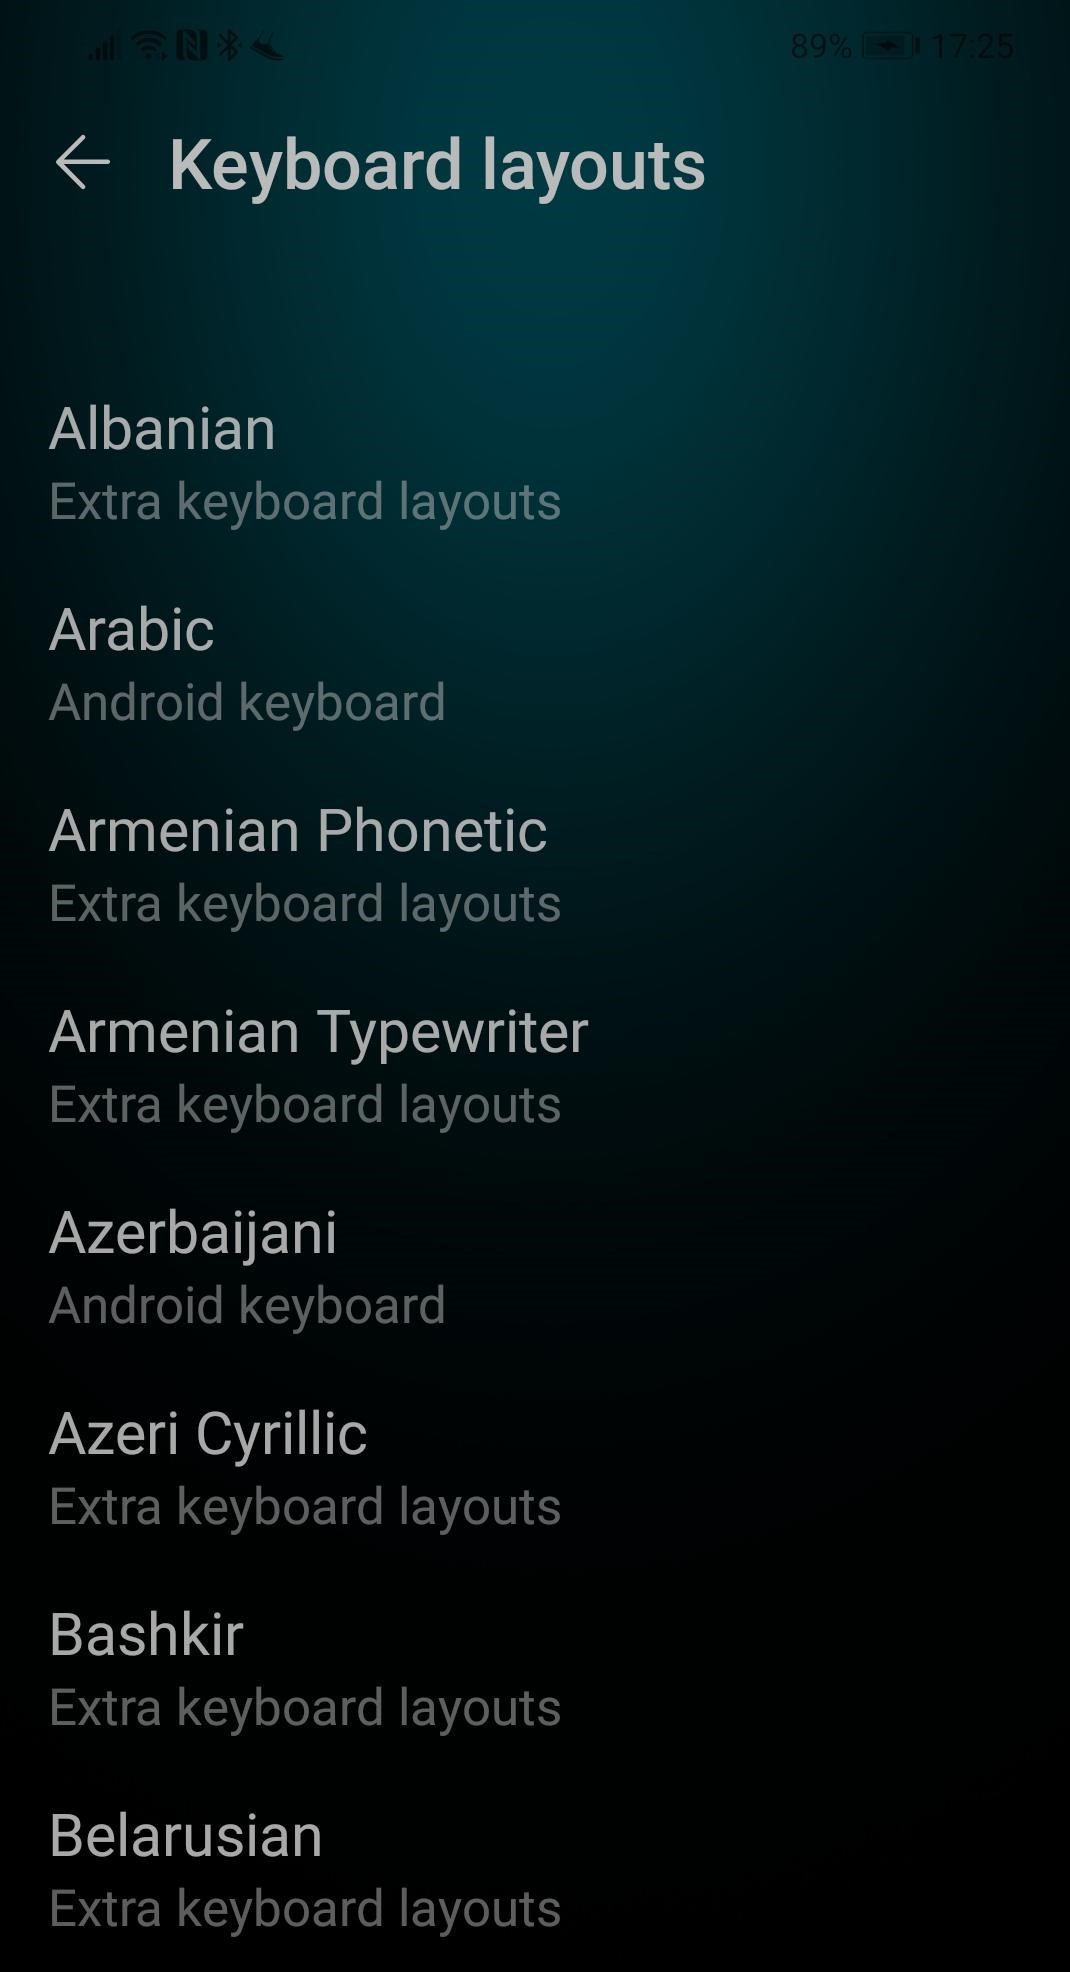 89% 17:25
Keyboard layouts
Albanian
Extra keyboard layouts
Arabic
Android keyboard
Armenian Phonetic
Extra keyboard layouts
Armenian Typewriter
Extra keyboard layouts
Azerbaijani
Android keyboard
Azeri Cyrillic
Extra keyboard layouts
Bashkir
Extra keyboard layouts
Belarusian
Extra keyboard layouts